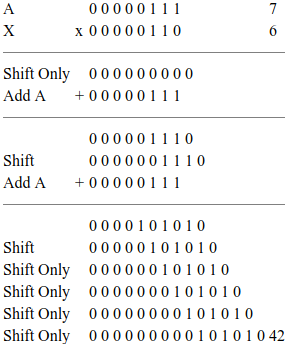 A 0 0 0 0 0 1 1 1 7
X x 0 0 0 0 0 1 1 0 6
Shift Only 0 0 0 0 0 0 0 0 0
Add A + 0 0 0 0 0 1 1 1
0 0 0 0 0 1 1 1 0
Shift 0 0 0 0 0 0 1 1 1 0
Add A + 0 0 0 0 0 1 1 1
0 0 0 0 1 0 1 0 1 0
Shift 0 0 0 0 0 1 0 1 0 1 0
Shift Only 0 0 0 0 0 0 1 0 1 0 1 0
Shift Only 0 0 0 0 0 0 0 1 0 1 0 1 0
Shift Only 0 0 0 0 0 0 0 0 1 0 1 0 1 0
Shift Only 0 0 0 0 0 0 0 0 0 1 0 1 0 1 0 42